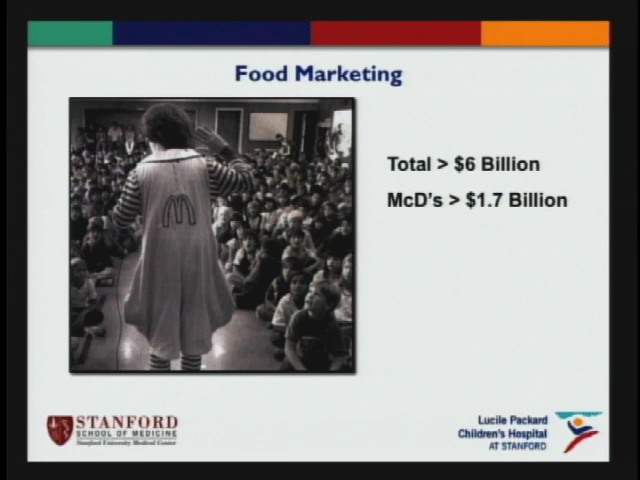 Food Marketing
Total > $6 Billion
McD's > $1.7 Billion
STANFORD
SCHOOL OF MEDICINE
Stanford University Medical Center
Lucile Packard
Children's Hospital
AT STANFORD